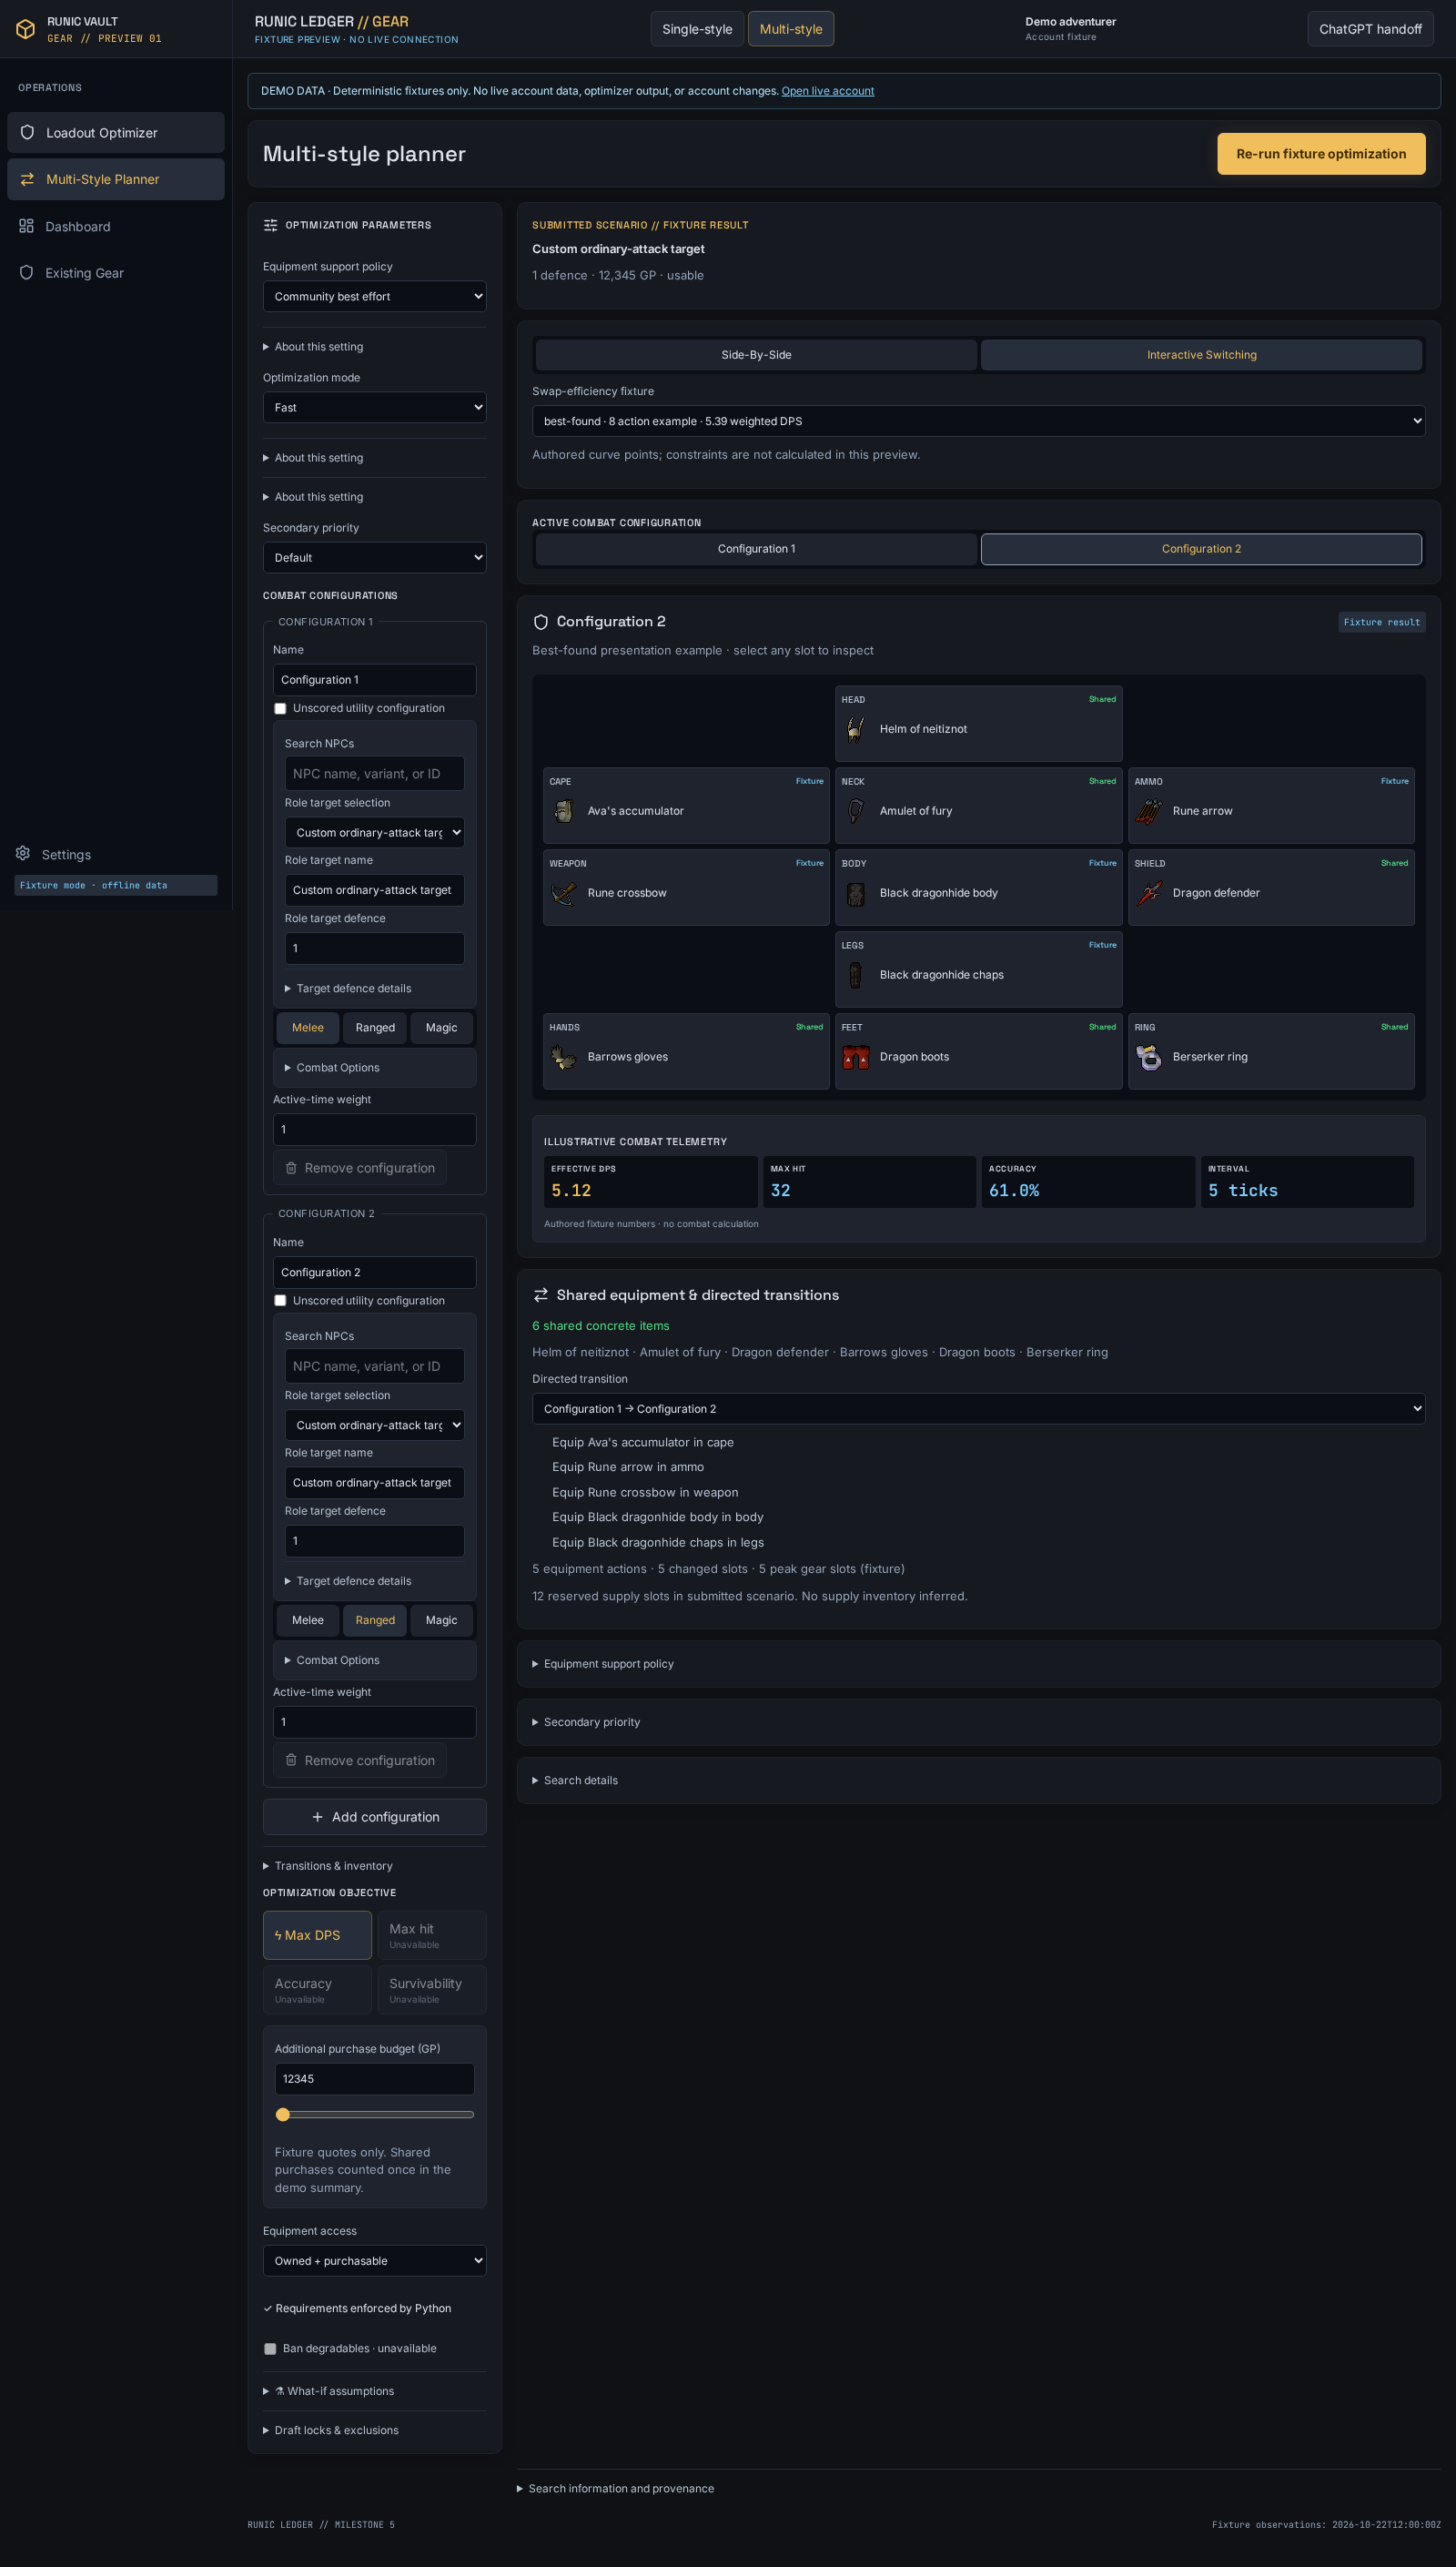 RUNIC VAULT
GEAR // PREVIEW 01
RUNIC LEDGER // GEAR
FIXTURE PREVIEW · NO LIVE CONNECTION
Single-style
Multi-style
Demo adventurer
Account fixture
ChatGPT handoff
OPERATIONS
Loadout Optimizer
Multi-Style Planner
Dashboard
Existing Gear
Settings
Fixture mode · offline data
DEMO DATA · Deterministic fixtures only. No live account data, optimizer output, or account changes. Open live account
Multi-style planner
Re-run fixture optimization
OPTIMIZATION PARAMETERS
Equipment support policy
Community best effort
About this setting
Optimization mode
Fast
About this setting
About this setting
Secondary priority
Default
COMBAT CONFIGURATIONS
CONFIGURATION 1
Name
Configuration 1
Unscored utility configuration
Search NPCs
NPC name, variant, or ID
Role target selection
Custom ordinary-attack targ
Role target name
Custom ordinary-attack target
Role target defence
1
Target defence details
Melee
Ranged
Magic
Combat Options
Active-time weight
1
Remove configuration
CONFIGURATION 2
Name
Configuration 2
Unscored utility configuration
Search NPCs
NPC name, variant, or ID
Role target selection
Custom ordinary-attack targ
Role target name
Custom ordinary-attack target
Role target defence
1
Target defence details
Melee
Ranged
Magic
Combat Options
Active-time weight
1
Remove configuration
+ Add configuration
Transitions & inventory
OPTIMIZATION OBJECTIVE
ϟ Max DPS
Max hit
Unavailable
Accuracy
Unavailable
Survivability
Unavailable
Additional purchase budget (GP)
12345
Fixture quotes only. Shared
purchases counted once in the
demo summary.
Equipment access
Owned + purchasable
✓ Requirements enforced by Python
Ban degradables · unavailable
⚗ What-if assumptions
Draft locks & exclusions
SUBMITTED SCENARIO // FIXTURE RESULT
Custom ordinary-attack target
1 defence · 12,345 GP · usable
Side-By-Side
Interactive Switching
Swap-efficiency fixture
best-found · 8 action example · 5.39 weighted DPS
Authored curve points; constraints are not calculated in this preview.
ACTIVE COMBAT CONFIGURATION
Configuration 1
Configuration 2
Configuration 2
Fixture result
Best-found presentation example · select any slot to inspect
HEAD
Shared
Helm of neitiznot
CAPE
Fixture
Ava's accumulator
NECK
Shared
Amulet of fury
AMMO
Fixture
Rune arrow
WEAPON
Fixture
Rune crossbow
BODY
Fixture
Black dragonhide body
SHIELD
Shared
Dragon defender
LEGS
Fixture
Black dragonhide chaps
HANDS
Shared
Barrows gloves
FEET
Shared
Dragon boots
RING
Shared
Berserker ring
ILLUSTRATIVE COMBAT TELEMETRY
EFFECTIVE DPS
5.12
MAX HIT
32
ACCURACY
61.0%
INTERVAL
5 ticks
Authored fixture numbers · no combat calculation
Shared equipment & directed transitions
6 shared concrete items
Helm of neitiznot · Amulet of fury · Dragon defender · Barrows gloves · Dragon boots · Berserker ring
Directed transition
Configuration 1 → Configuration 2
Equip Ava's accumulator in cape
Equip Rune arrow in ammo
Equip Rune crossbow in weapon
Equip Black dragonhide body in body
Equip Black dragonhide chaps in legs
5 equipment actions · 5 changed slots · 5 peak gear slots (fixture)
12 reserved supply slots in submitted scenario. No supply inventory inferred.
Equipment support policy
Secondary priority
Search details
Search information and provenance
RUNIC LEDGER // MILESTONE 5
Fixture observations: 2026-10-22T12:00:00Z